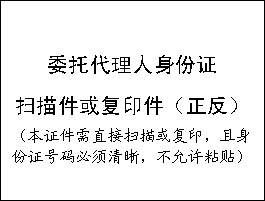 委托代理人身份证
扫描件或复印件（正反）
（本证件需直接扫描或复印，且身
份证号码必须清晰，不允许粘贴）